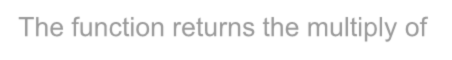 The function returns the multiply of